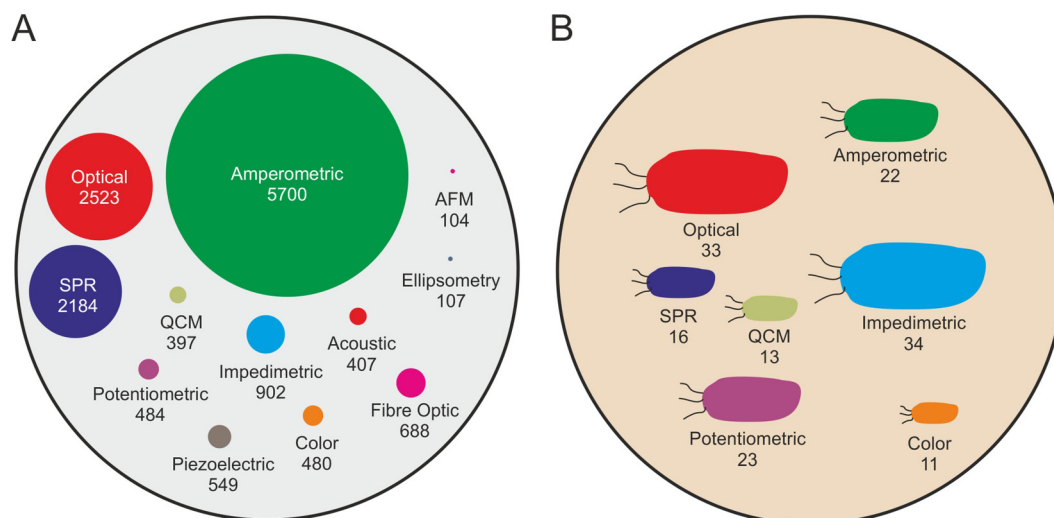 A
Optical
2523
Amperometric
5700
AFM
104
SPR
2184
Ellipsometry
107
QCM
397
Impedimetric
902
Acoustic
407
Potentiometric
484
Fibre Optic
688
Piezoelectric
549
Color
480
B
Amperometric
22
Optical
33
SPR
16
QCM
13
Impedimetric
34
Potentiometric
23
Color
11